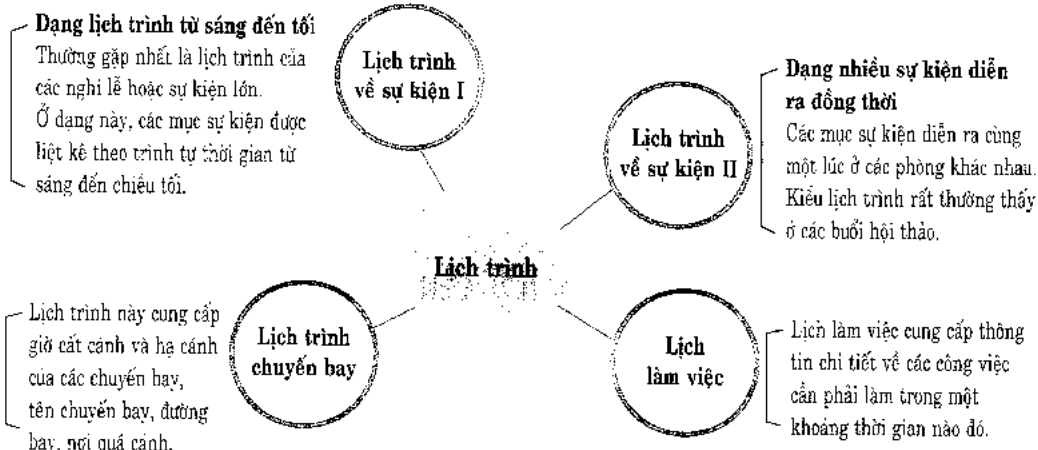 Dạng lịch trình từ sáng đến tối
Thường gặp nhất là lịch trình của
các nghi lễ hoặc sự kiện lớn.
Ở dạng này, các mục sự kiện được
liệt kê theo trình tự thời gian từ
sáng đến chiều tối.
Lịch trình
về sự kiện I
Lịch trình
về sự kiện II
Dạng nhiều sự kiện diễn
ra đồng thời
Các mục sự kiện diễn ra cùng
một lúc ở các phòng khác nhau.
Kiểu lịch trình rất thường thấy
ở các buổi hội thảo.
Lịch trình
Lịch trình này cung cấp
giờ cất cánh và hạ cánh
của các chuyến bay,
tên chuyến bay, đường
bay, nơi quá cảnh.
Lịch trình
chuyến bay
Lịch
làm việc
Lịch làm việc cung cấp thông
tin chi tiết về các công việc
cần phải làm trong một
khoảng thời gian nào đó.